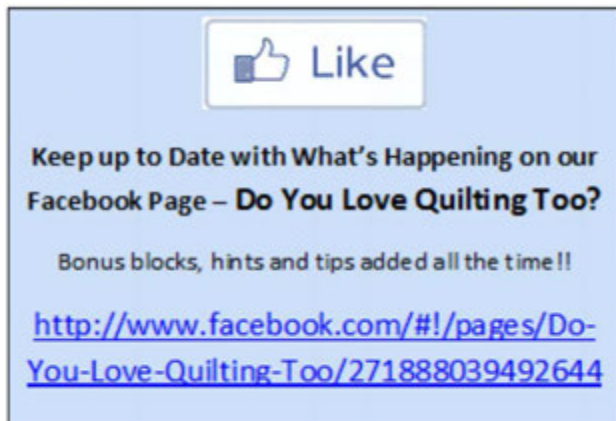 Like
Keep up to Date with What's Happening on our
Facebook Page – Do You Love Quilting Too?
Bonus blocks, hints and tips added all the time!!
http://www.facebook.com/#!/pages/Do-
You-Love-Quilting-Too/271888039492644